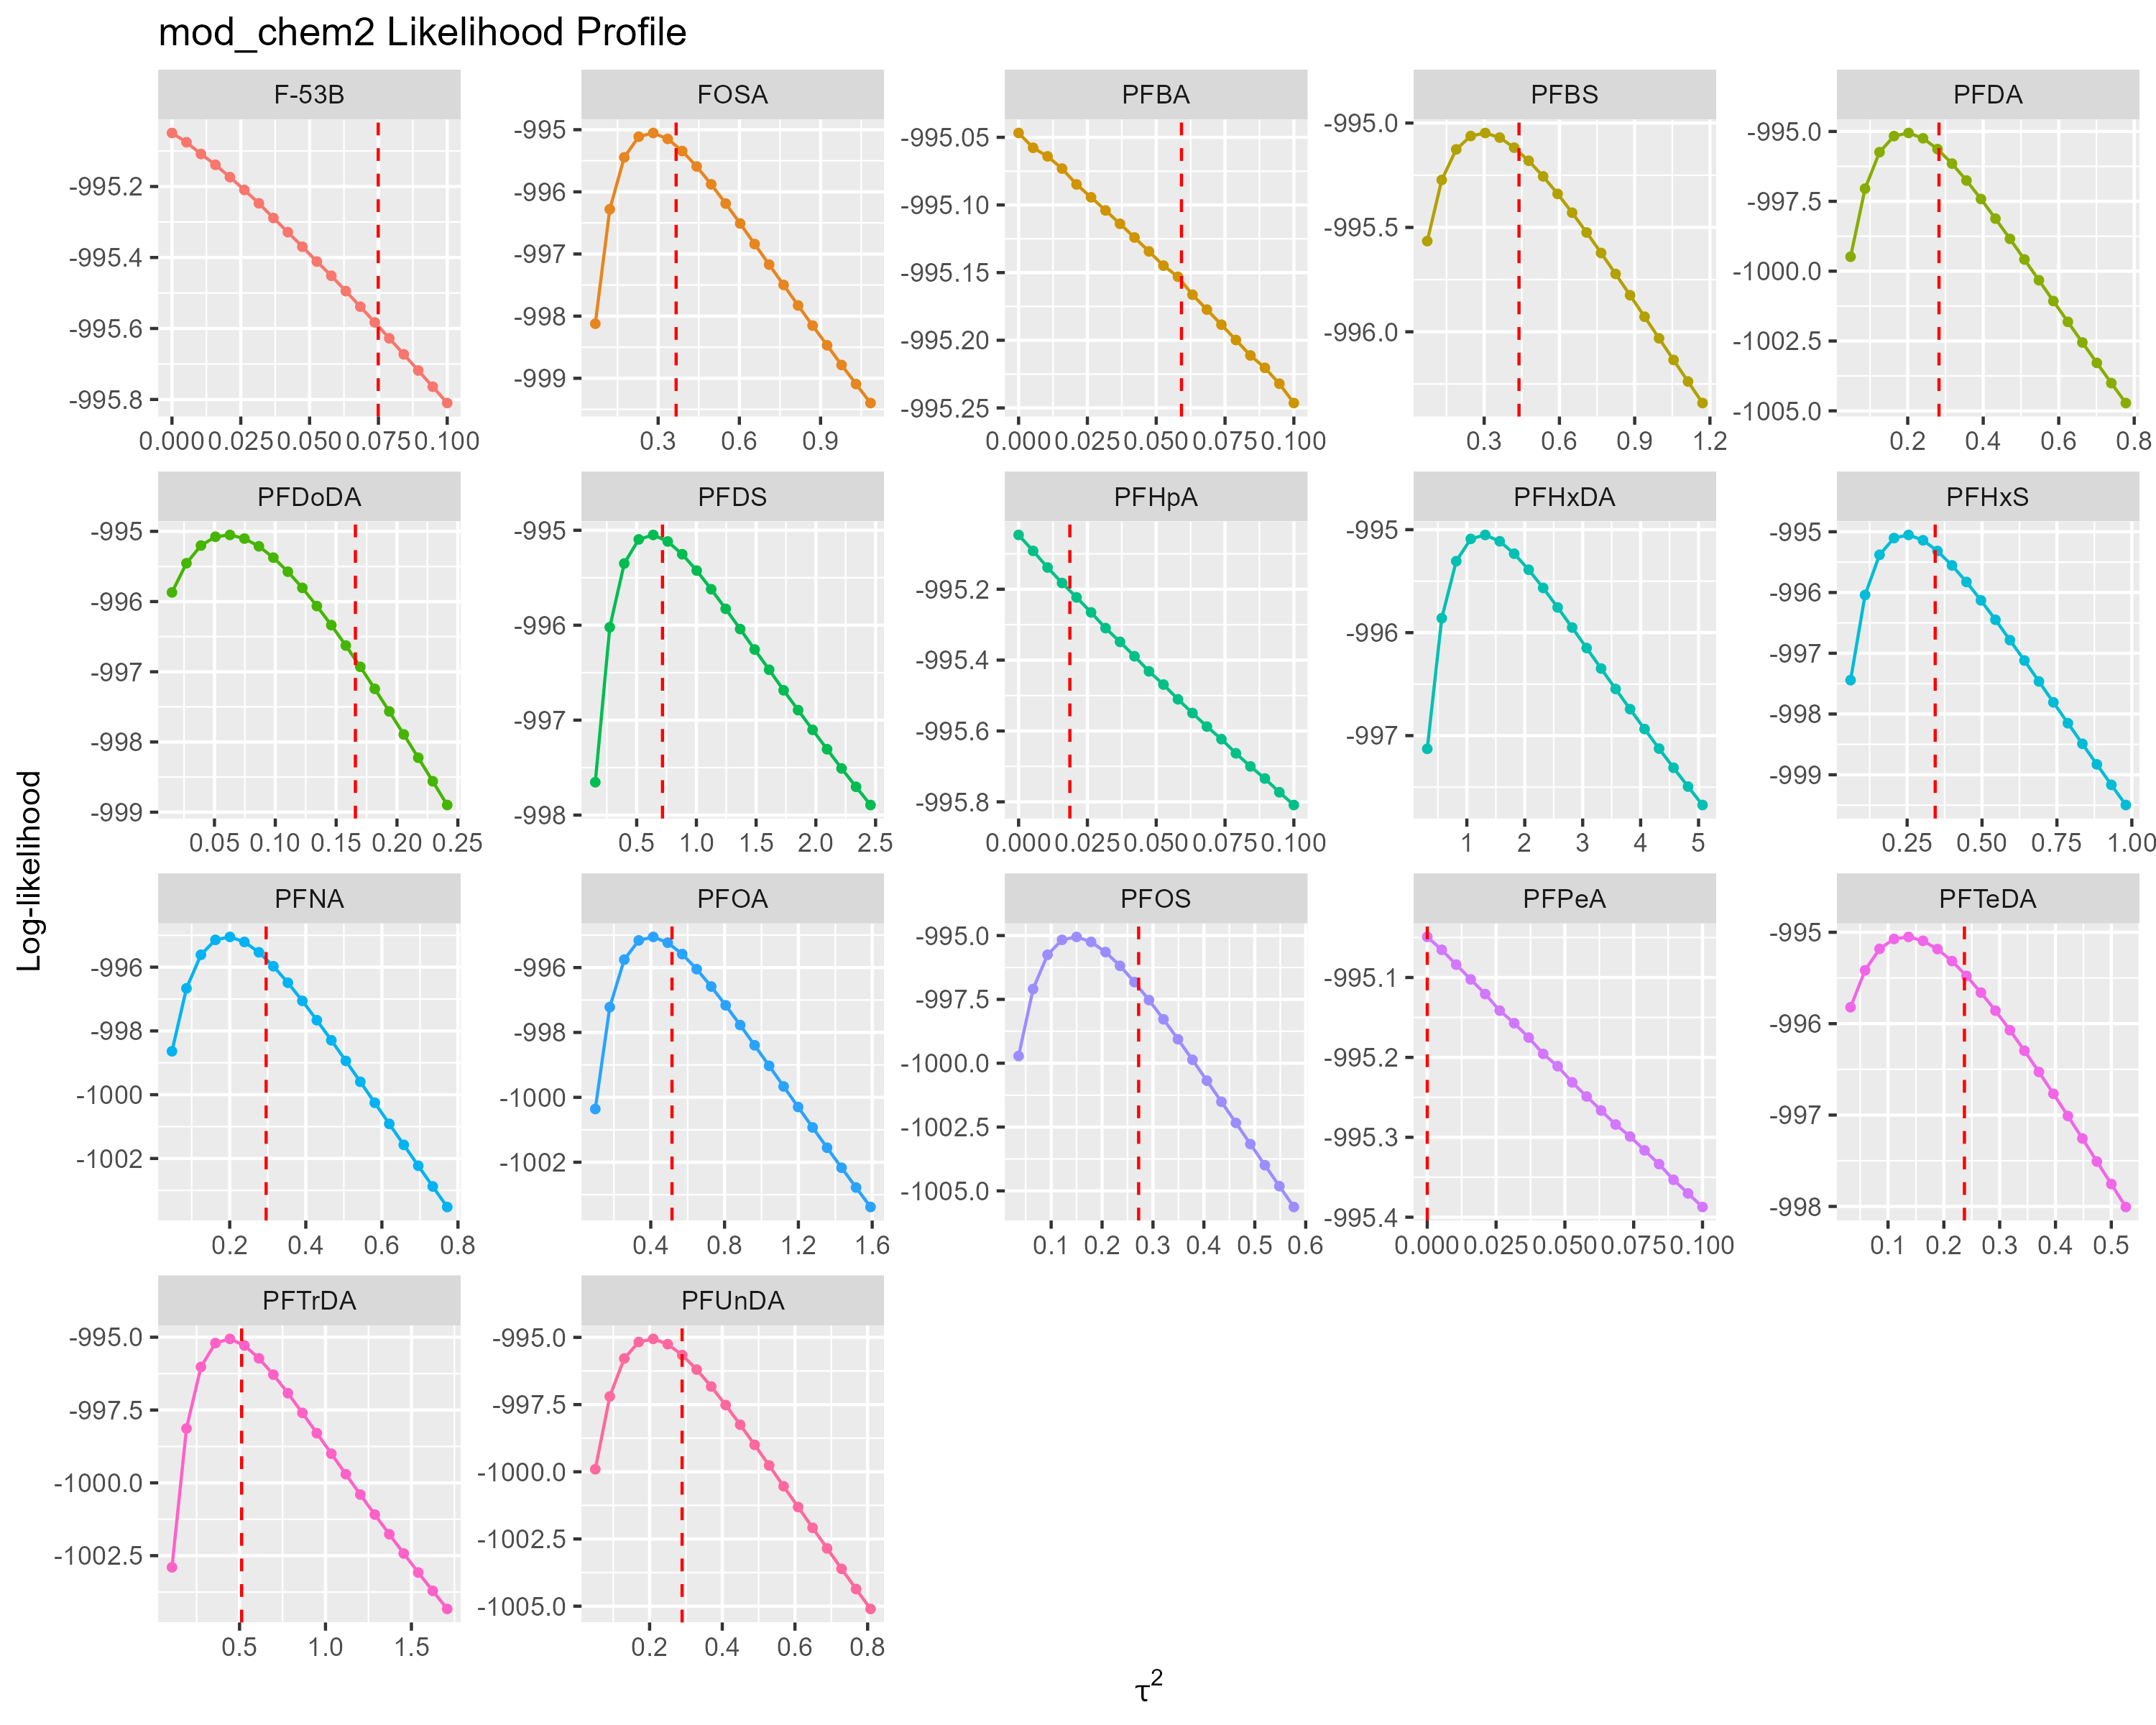 mod_chem2 Likelihood Profile
F-53B
-995.2
-995.4
-995.6
-995.8
0.000 0.025 0.050 0.075 0.100
FOSA
-995
-996
-997
-998
-999
0.3 0.6 0.9
PFBA
-995.05
-995.10
-995.15
-995.20
-995.25
0.000 0.025 0.050 0.075 0.100
PFBS
-995.0
-995.5
-996.0
0.3 0.6 0.9 1.2
PFDA
-995.0
-997.5
-1000.0
-1002.5
-1005.0
0.2 0.4 0.6 0.8
PFDoDA
-995
-996
-997
-998
-999
0.05 0.10 0.15 0.20 0.25
PFDS
-995
-996
-997
-998
0.5 1.0 1.5 2.0 2.5
PFHpA
-995.2
-995.4
-995.6
-995.8
0.000 0.025 0.050 0.075 0.100
PFHxDA
-995
-996
-997
1 2 3 4 5
PFHxS
-995
-996
-997
-998
-999
0.25 0.50 0.75 1.00
PFNA
-996
-998
-1000
-1002
0.2 0.4 0.6 0.8
PFOA
-996
-998
-1000
-1002
0.4 0.8 1.2 1.6
PFOS
-995.0
-997.5
-1000.0
-1002.5
-1005.0
0.1 0.2 0.3 0.4 0.5 0.6
PFPeA
-995.1
-995.2
-995.3
-995.4
0.000 0.025 0.050 0.075 0.100
PFTeDA
-995
-996
-997
-998
0.1 0.2 0.3 0.4 0.5
PFTrDA
-995.0
-997.5
-1000.0
-1002.5
0.5 1.0 1.5
PFUnDA
-995.0
-997.5
-1000.0
-1002.5
-1005.0
0.2 0.4 0.6 0.8
Log-likelihood
τ²